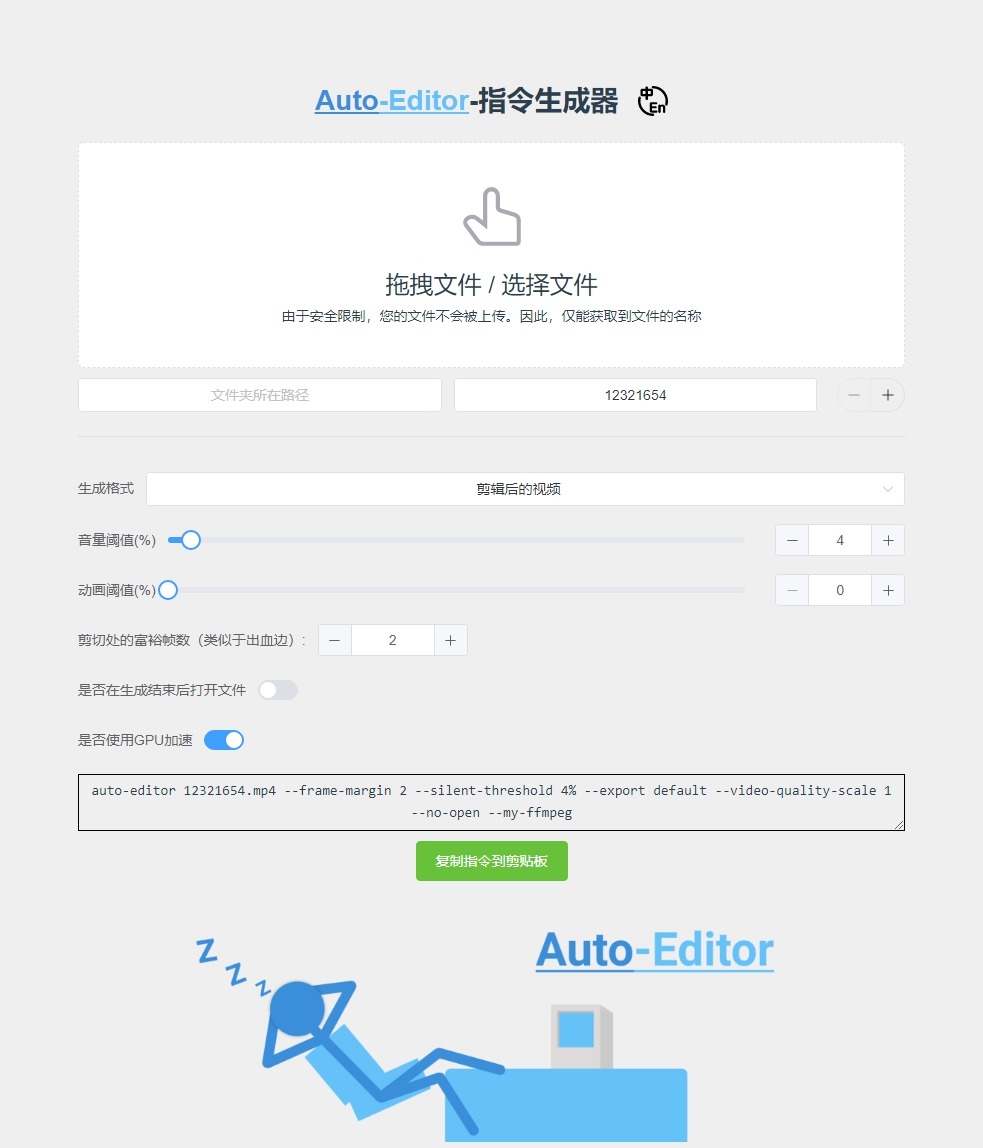 Auto-Editor-指令生成器 中 En
拖拽文件 / 选择文件
由于安全限制，您的文件不会被上传。因此，仅能获取到文件的名称
文件夹所在路径 12321654 − +
生成格式 剪辑后的视频
音量阈值(%) − 4 +
动画阈值(%) − 0 +
剪切处的富裕帧数（类似于出血边）: − 2 +
是否在生成结束后打开文件
是否使用GPU加速
auto-editor 12321654.mp4 --frame-margin 2 --silent-threshold 4% --export default --video-quality-scale 1
--no-open --my-ffmpeg
复制指令到剪贴板
Auto-Editor
Z
Z
Z